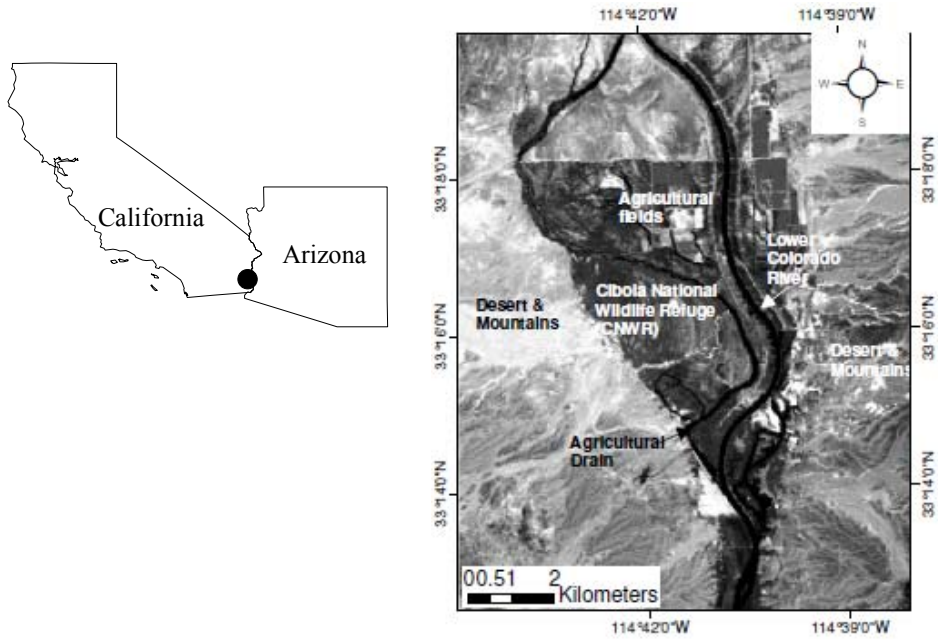 California
Arizona
114°42'0"W
114°39'0"W
N
W
E
S
33°18'0"N
33°18'0"N
Agricultural
fields
Lower
Colorado
River
Cibola National
Wildlife Refuge
(CNWR)
Desert &
Mountains
33°16'0"N
33°16'0"N
Desert &
Mountains
Agricultural
Drain
33°14'0"N
33°14'0"N
00.51 2
Kilometers
114°42'0"W
114°39'0"W